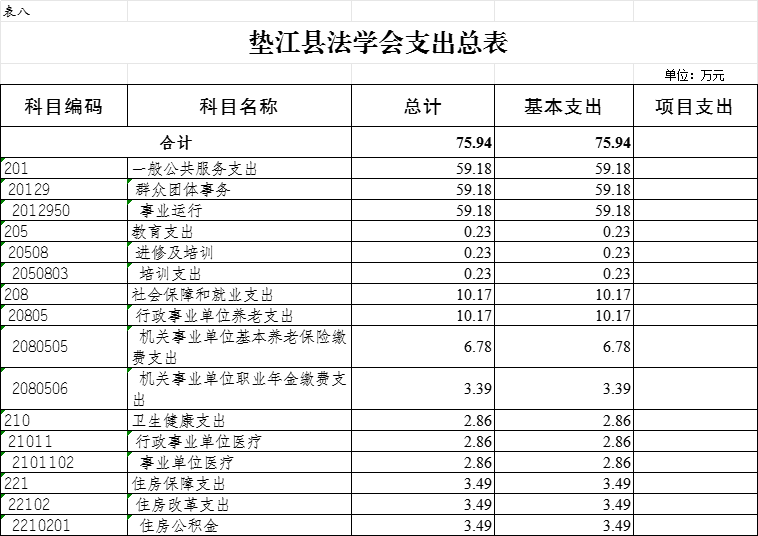 表八
垫江县法学会支出总表
单位：万元
科目编码 科目名称 总计 基本支出 项目支出
合计 75.94 75.94
201 一般公共服务支出 59.18 59.18
20129 群众团体事务 59.18 59.18
2012950 事业运行 59.18 59.18
205 教育支出 0.23 0.23
20508 进修及培训 0.23 0.23
2050803 培训支出 0.23 0.23
208 社会保障和就业支出 10.17 10.17
20805 行政事业单位养老支出 10.17 10.17
2080505 机关事业单位基本养老保险缴 6.78 6.78
费支出
2080506 机关事业单位职业年金缴费支 3.39 3.39
出
210 卫生健康支出 2.86 2.86
21011 行政事业单位医疗 2.86 2.86
2101102 事业单位医疗 2.86 2.86
221 住房保障支出 3.49 3.49
22102 住房改革支出 3.49 3.49
2210201 住房公积金 3.49 3.49